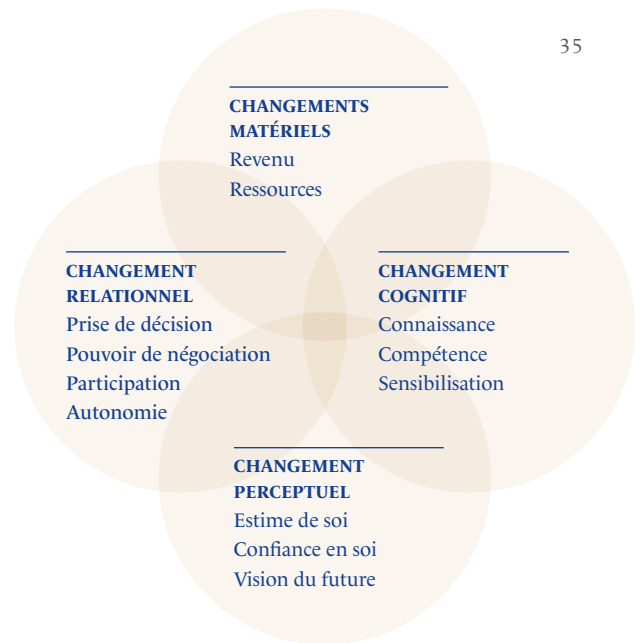 35
CHANGEMENTS
MATÉRIELS
Revenu
Ressources
CHANGEMENT
RELATIONNEL
Prise de décision
Pouvoir de négociation
Participation
Autonomie
CHANGEMENT
COGNITIF
Connaissance
Compétence
Sensibilisation
CHANGEMENT
PERCEPTUEL
Estime de soi
Confiance en soi
Vision du future